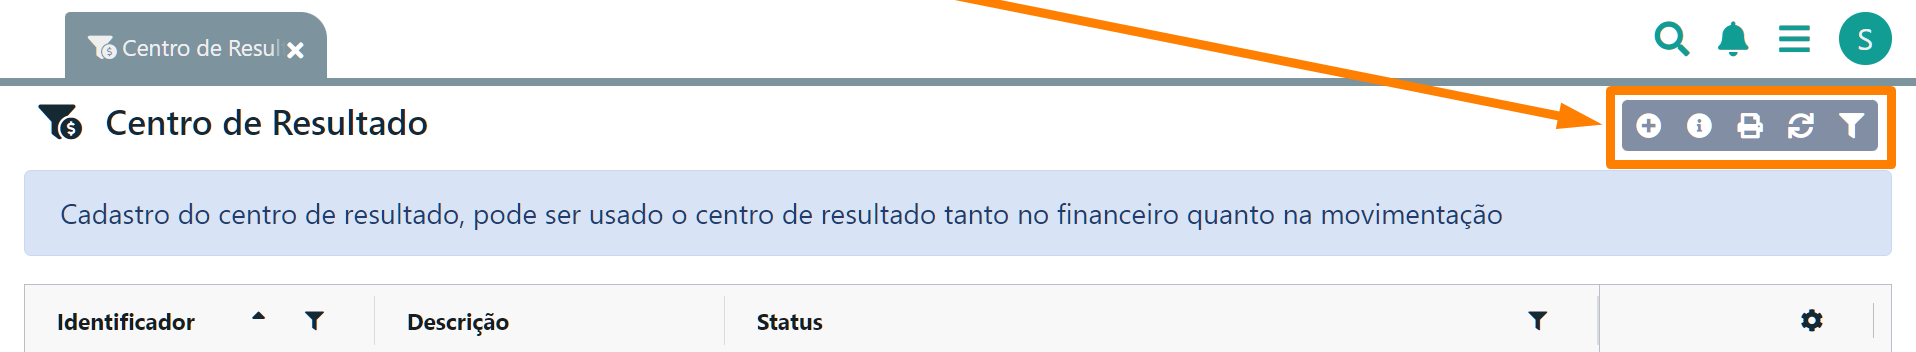 Centro de Resul
S
Centro de Resultado
Cadastro do centro de resultado, pode ser usado o centro de resultado tanto no financeiro quanto na movimentação
Identificador Descrição Status